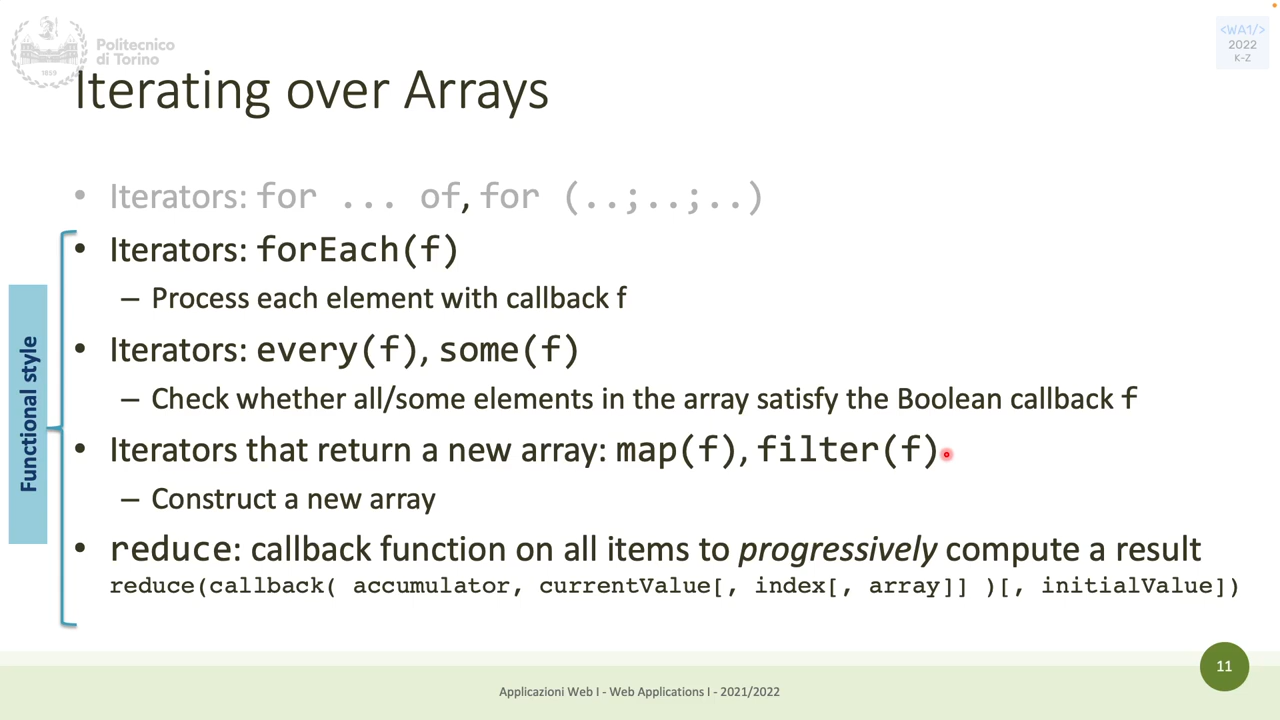 Politecnico
di Torino
1859
<WA1/>
2022
K-Z
Iterating over Arrays
• Iterators: for ... of, for (..;..;..)
• Iterators: forEach(f)
– Process each element with callback f
• Iterators: every(f), some(f)
– Check whether all/some elements in the array satisfy the Boolean callback f
• Iterators that return a new array: map(f), filter(f)
– Construct a new array
• reduce: callback function on all items to progressively compute a result
reduce(callback( accumulator, currentValue[, index[, array]] )[, initialValue])
Functional style
11
Applicazioni Web I - Web Applications I - 2021/2022